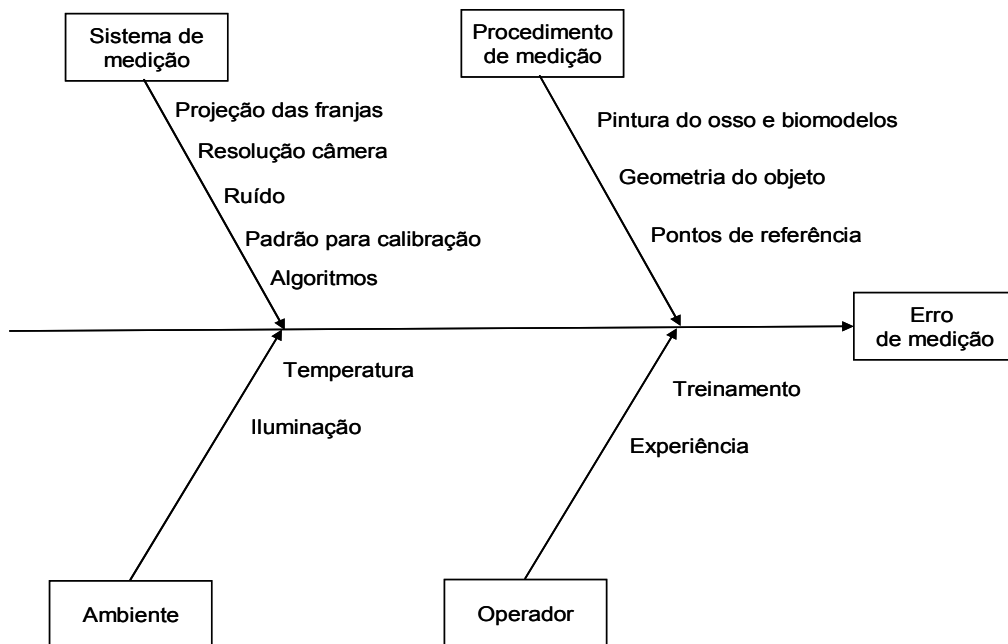 Sistema de
medição
Procedimento
de medição
Projeção das franjas
Resolução câmera
Ruído
Padrão para calibração
Algoritmos
Pintura do osso e biomodelos
Geometria do objeto
Pontos de referência
Erro
de medição
Temperatura
Iluminação
Treinamento
Experiência
Ambiente
Operador